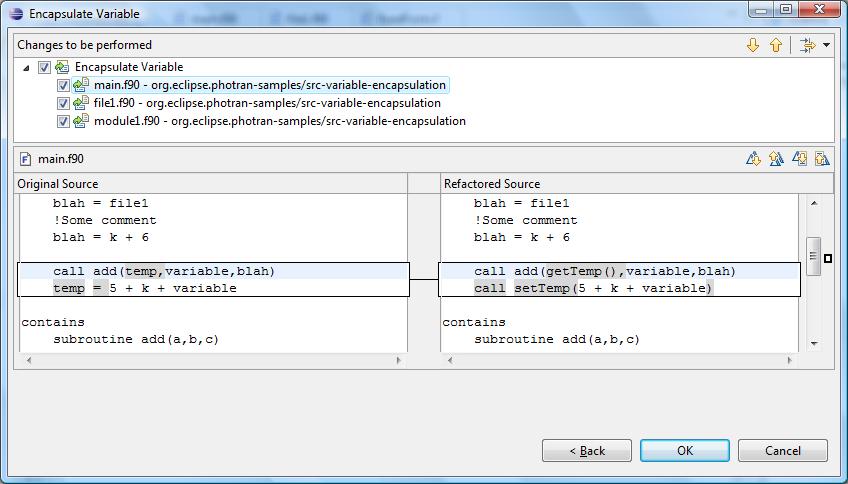 Encapsulate Variable
Changes to be performed
Encapsulate Variable
main.f90 - org.eclipse.photran-samples/src-variable-encapsulation
file1.f90 - org.eclipse.photran-samples/src-variable-encapsulation
module1.f90 - org.eclipse.photran-samples/src-variable-encapsulation
main.f90
Original Source
blah = file1
!Some comment
blah = k + 6
call add(temp,variable,blah)
temp = 5 + k + variable
contains
subroutine add(a,b,c)
Refactored Source
blah = file1
!Some comment
blah = k + 6
call add(getTemp(),variable,blah)
call setTemp(5 + k + variable)
contains
subroutine add(a,b,c)
< Back
OK
Cancel